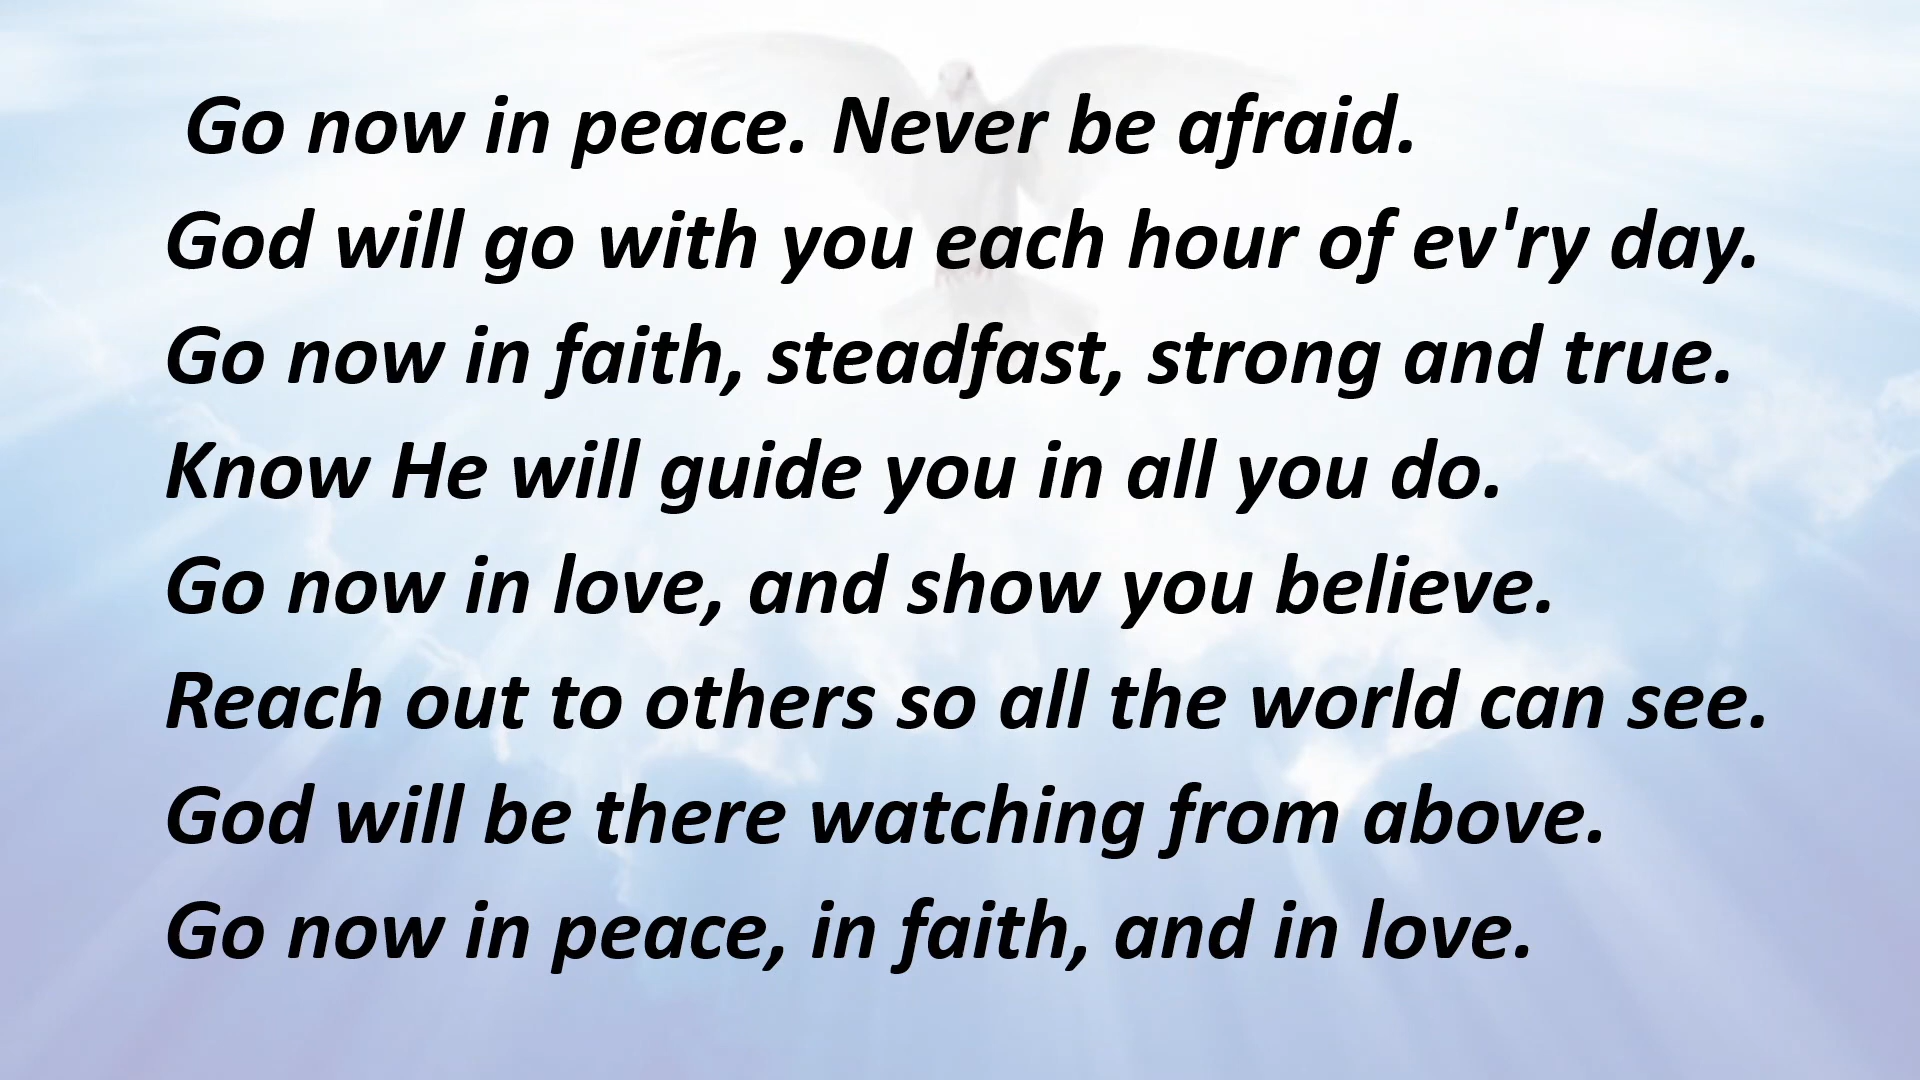 Go now in peace. Never be afraid.
God will go with you each hour of ev'ry day.
Go now in faith, steadfast, strong and true.
Know He will guide you in all you do.
Go now in love, and show you believe.
Reach out to others so all the world can see.
God will be there watching from above.
Go now in peace, in faith, and in love.